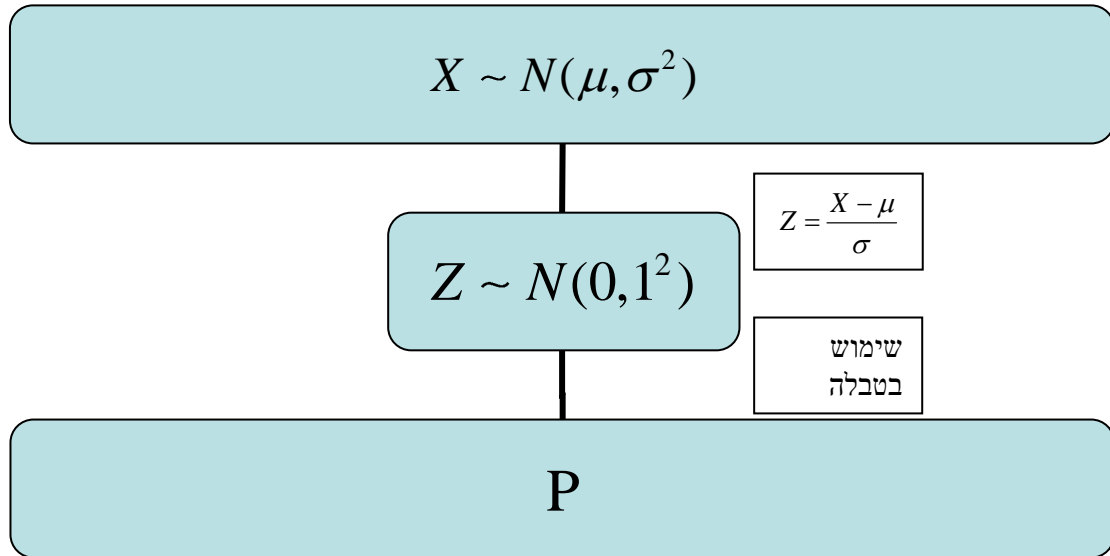 X ~ N(μ,σ²)
Z = (X − μ)/σ
Z ~ N(0,1²)
שימוש
בטבלה
P